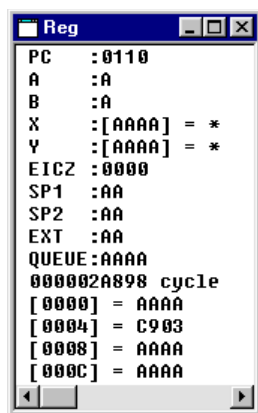 Reg
PC :0110
A :A
B :A
X :[AAAA] = *
Y :[AAAA] = *
EICZ :0000
SP1 :AA
SP2 :AA
EXT :AA
QUEUE:AAAA
000002A898 cycle
[0000] = AAAA
[0004] = C903
[0008] = AAAA
[000C] = AAAA